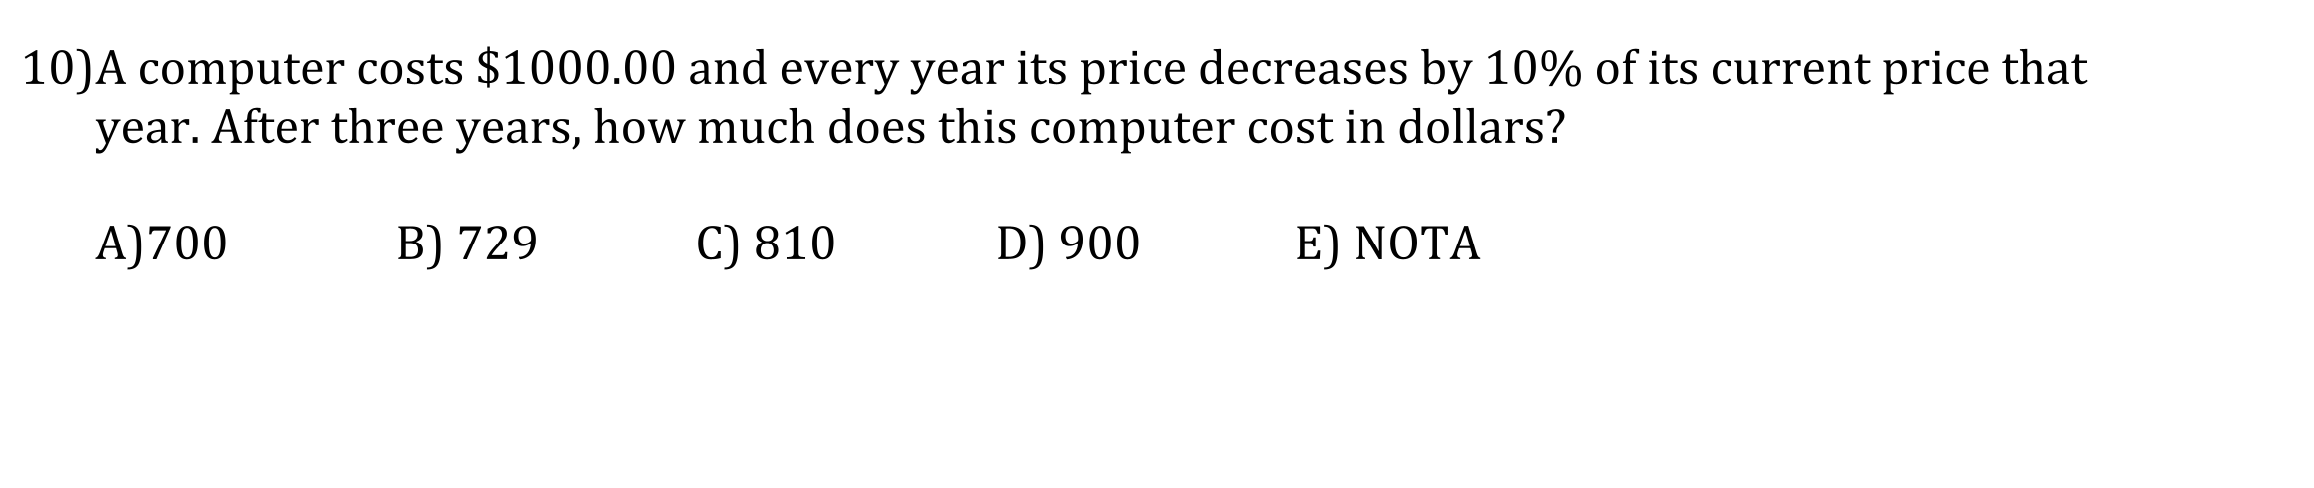 10)A computer costs $1000.00 and every year its price decreases by 10% of its current price that
year. After three years, how much does this computer cost in dollars?
A)700 B) 729 C) 810 D) 900 E) NOTA